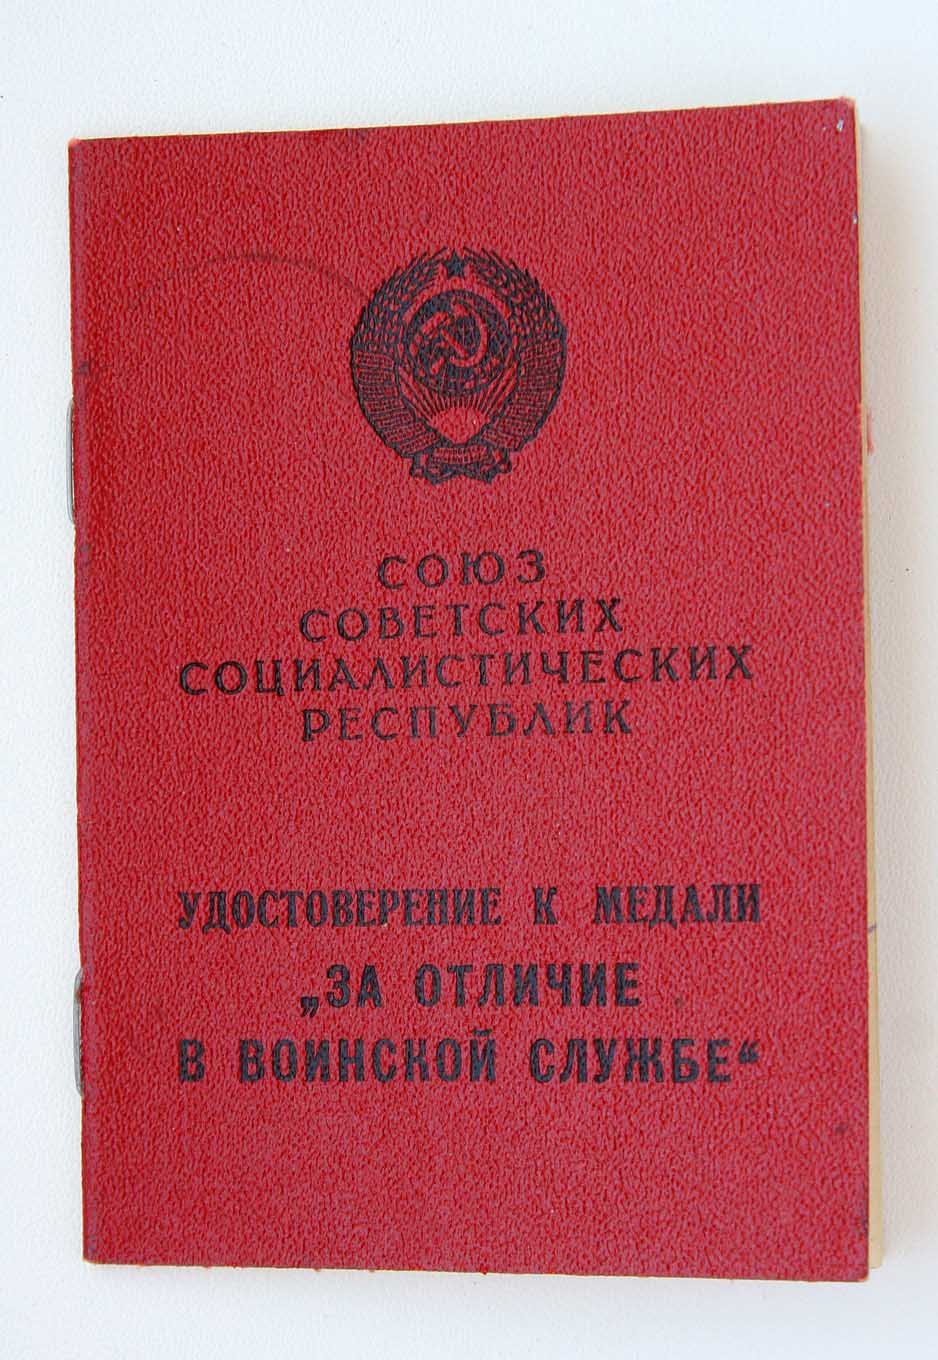 СОЮЗ
СОВЕТСКИХ
СОЦИАЛИСТИЧЕСКИХ
РЕСПУБЛИК
УДОСТОВЕРЕНИЕ К МЕДАЛИ
„ЗА ОТЛИЧИЕ
В ВОИНСКОЙ СЛУЖБЕ“